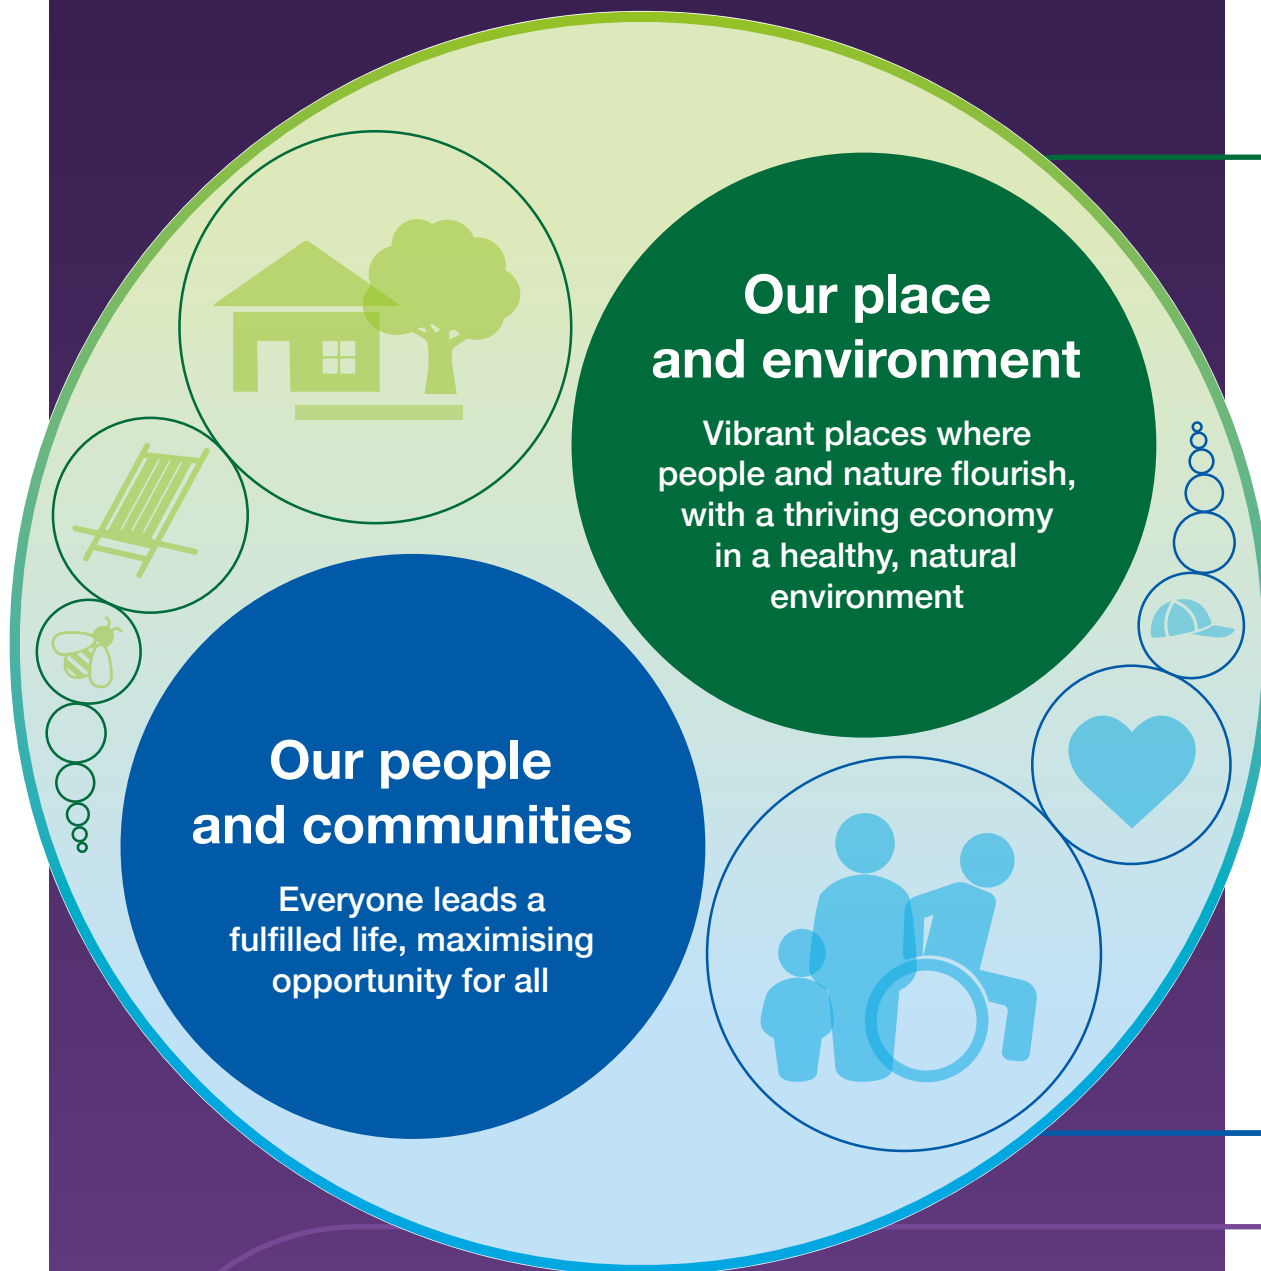 Our place
and environment
Vibrant places where
people and nature flourish,
with a thriving economy
in a healthy, natural
environment
Our people
and communities
Everyone leads a
fulfilled life, maximising
opportunity for all